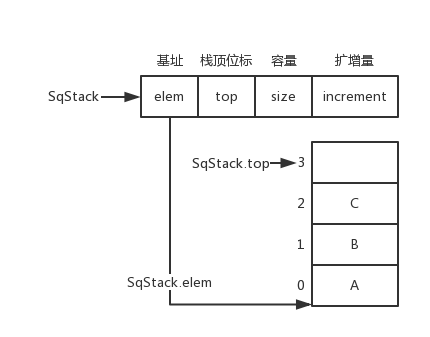 基址 栈顶位标 容量 扩增量
SqStack elem top size increment
SqStack.top 3
2 C
1 B
SqStack.elem 0 A